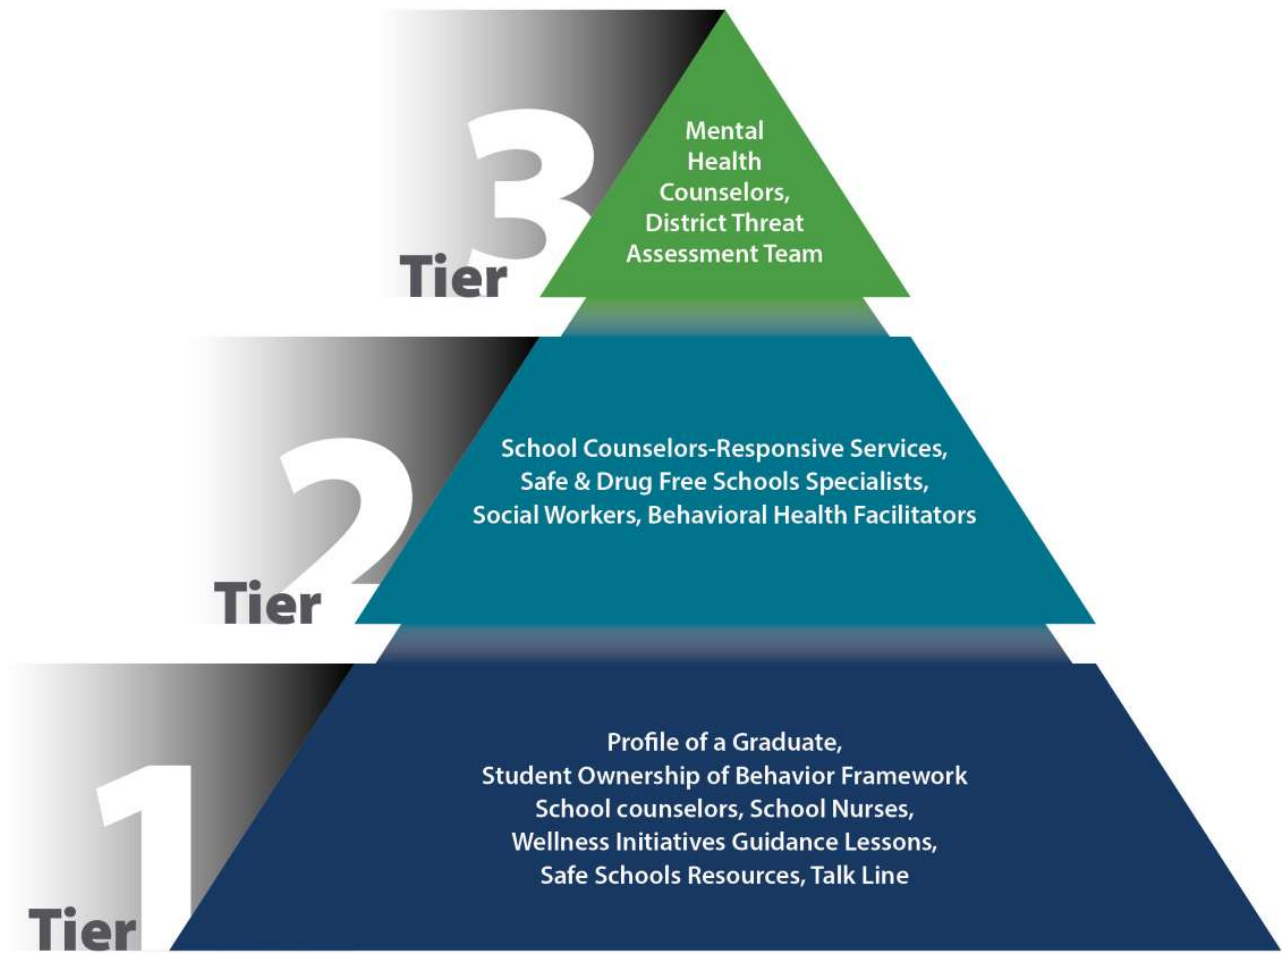 3
Tier
Mental
Health
Counselors,
District Threat
Assessment Team
2
Tier
School Counselors-Responsive Services,
Safe & Drug Free Schools Specialists,
Social Workers, Behavioral Health Facilitators
1
Tier
Profile of a Graduate,
Student Ownership of Behavior Framework
School counselors, School Nurses,
Wellness Initiatives Guidance Lessons,
Safe Schools Resources, Talk Line